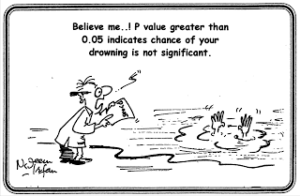 Believe me..! P value greater than
0.05 indicates chance of your
drowning is not significant.